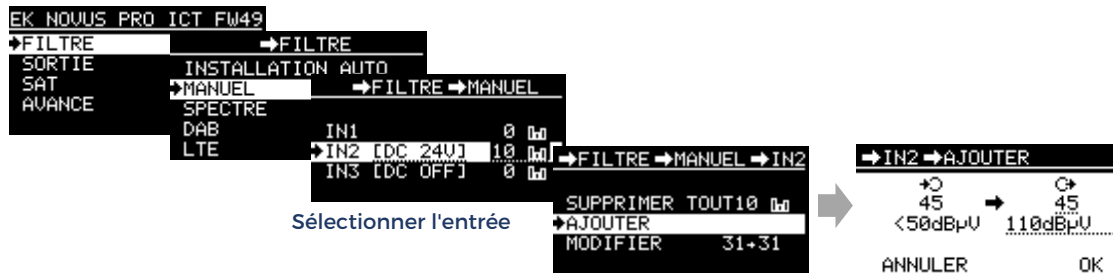 EK NOVUS PRO ICT FW49
FILTRE
SORTIE
SAT
AVANCE
➡FILTRE
INSTALLATION AUTO
MANUEL
SPECTRE
DAB
LTE
➡FILTRE➡MANUEL
IN1 0
IN2 [DC 24V] 10
IN3 [DC OFF] 0
Sélectionner l'entrée
➡FILTRE➡MANUEL➡IN2
SUPPRIMER TOUT10
AJOUTER
MODIFIER 31→31
➡IN2➡AJOUTER
45 ➡ 45
<50dBµV 110dBµV
ANNULER OK